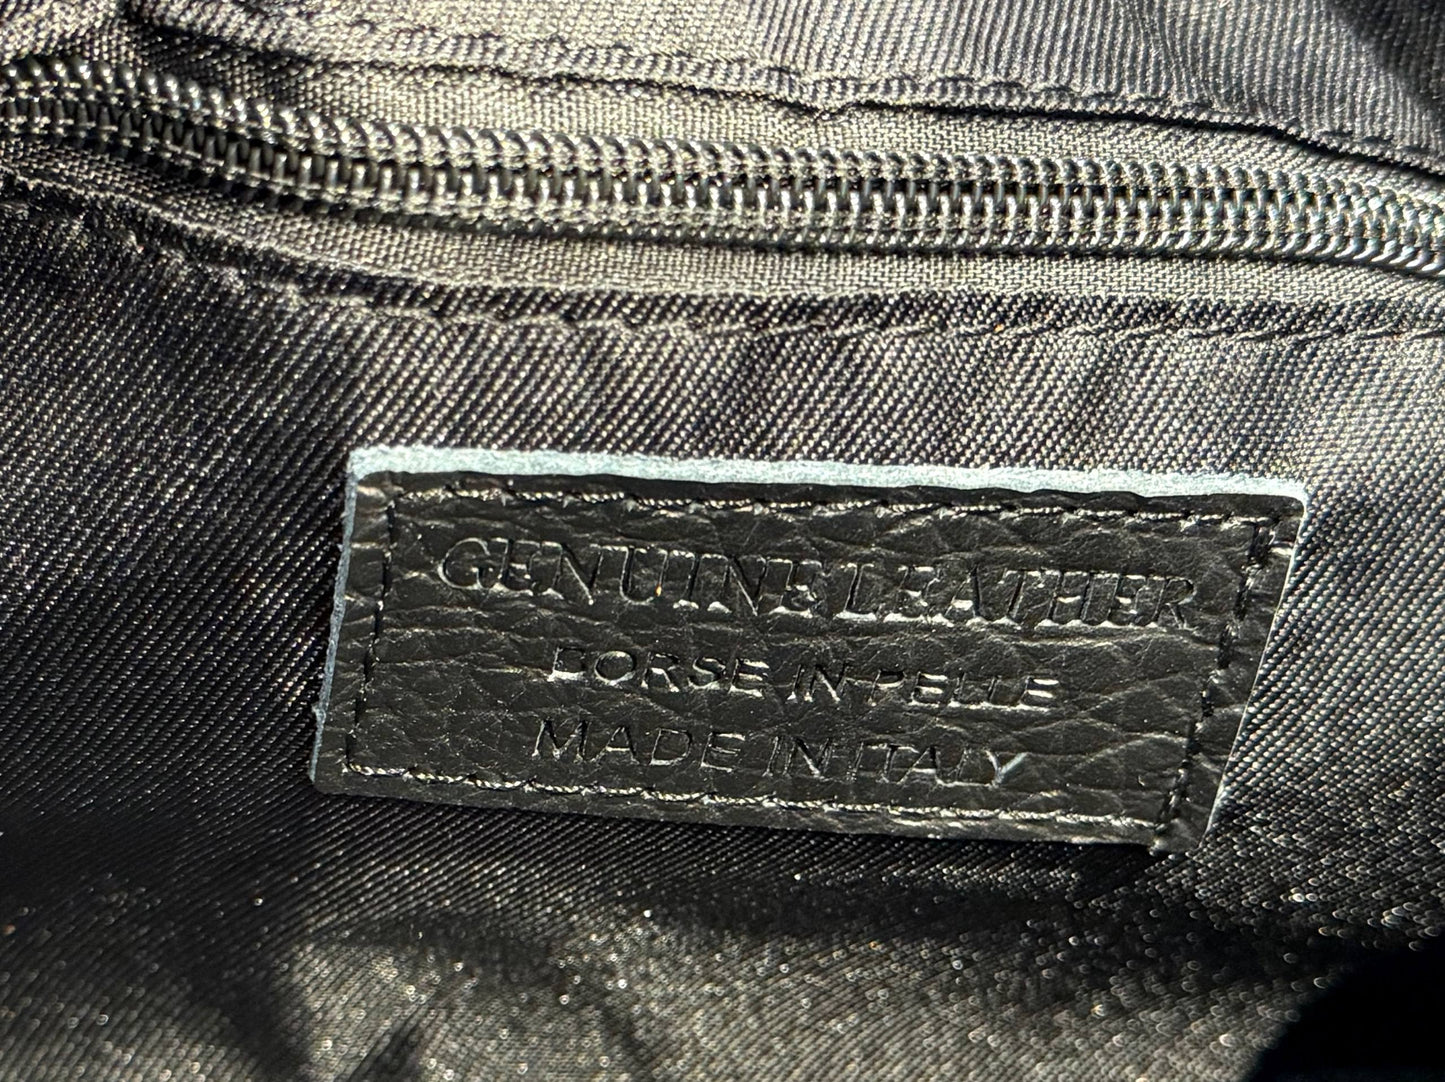 GENUINE LEATHER
BORSE IN PELLE
MADE IN ITALY